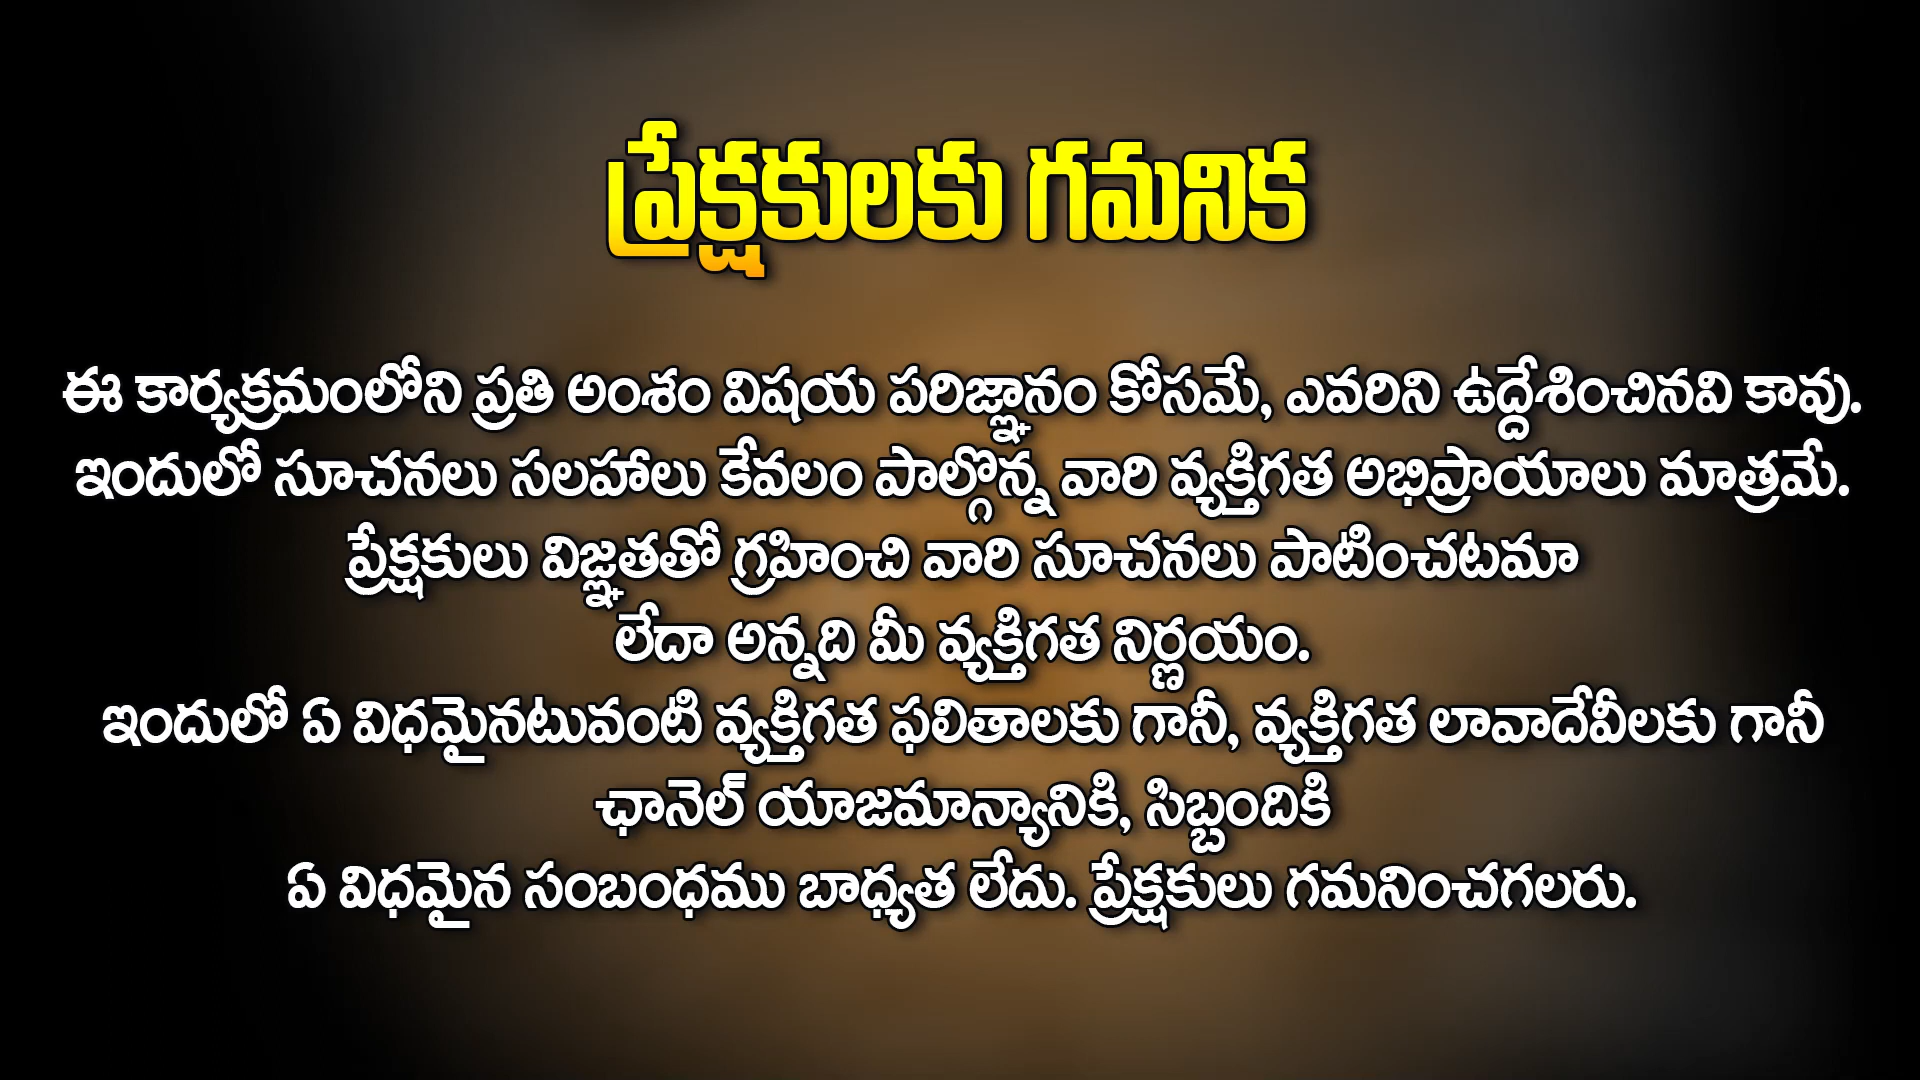 ప్రేక్షకులకు గమనిక
ఈ కార్యక్రమంలోని ప్రతి అంశం విషయ పరిజ్ఞానం కోసమే, ఎవరిని ఉద్దేశించినవి కావు.
ఇందులో సూచనలు సలహాలు కేవలం పాల్గొన్న వారి వ్యక్తిగత అభిప్రాయాలు మాత్రమే.
ప్రేక్షకులు విజ్ఞతతో గ్రహించి వారి సూచనలు పాటించటమా
లేదా అన్నది మీ వ్యక్తిగత నిర్ణయం.
ఇందులో ఏ విధమైనటువంటి వ్యక్తిగత ఫలితాలకు గానీ, వ్యక్తిగత లావాదేవీలకు గానీ
ఛానెల్ యాజమాన్యానికి, సిబ్బందికి
ఏ విధమైన సంబంధము బాధ్యత లేదు. ప్రేక్షకులు గమనించగలరు.